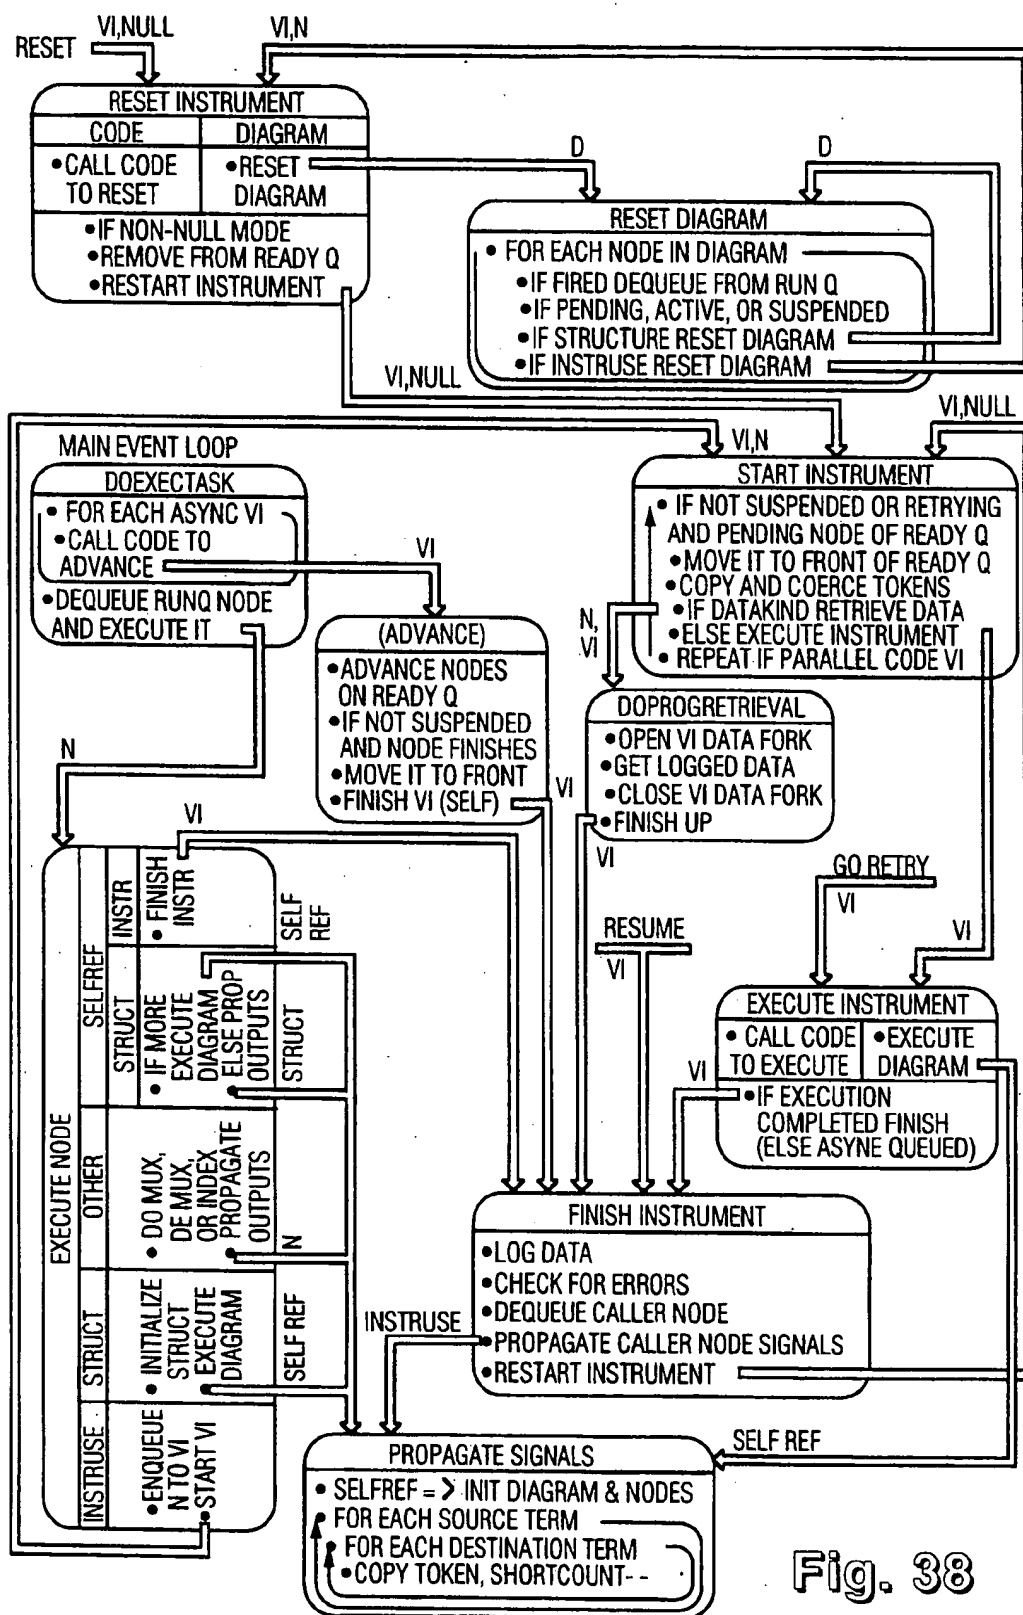 VI,NULL
VI,N
RESET
RESET INSTRUMENT
CODE
DIAGRAM
•CALL CODE
TO RESET
•RESET
DIAGRAM
•IF NON-NULL MODE
•REMOVE FROM READY Q
•RESTART INSTRUMENT
D
D
RESET DIAGRAM
• FOR EACH NODE IN DIAGRAM
•IF FIRED DEQUEUE FROM RUN Q
•IF PENDING, ACTIVE, OR SUSPENDED
•IF STRUCTURE RESET DIAGRAM
•IF INSTRUSE RESET DIAGRAM
VI,NULL
VI,N
VI,NULL
MAIN EVENT LOOP
DOEXECTASK
• FOR EACH ASYNC VI
•CALL CODE TO
ADVANCE
•DEQUEUE RUNQ NODE
AND EXECUTE IT
VI
N
START INSTRUMENT
• IF NOT SUSPENDED OR RETRYING
AND PENDING NODE OF READY Q
•MOVE IT TO FRONT OF READY Q
•COPY AND COERCE TOKENS
•IF DATAKIND RETRIEVE DATA
•ELSE EXECUTE INSTRUMENT
• REPEAT IF PARALLEL CODE VI
N,
VI
(ADVANCE)
•ADVANCE NODES
ON READY Q
•IF NOT SUSPENDED
AND NODE FINISHES
•MOVE IT TO FRONT
•FINISH VI (SELF)
VI
DOPROGRETRIEVAL
•OPEN VI DATA FORK
•GET LOGGED DATA
•CLOSE VI DATA FORK
•FINISH UP
VI
GO RETRY
VI
VI
RESUME
VI
EXECUTE INSTRUMENT
• CALL CODE
TO EXECUTE
•EXECUTE
DIAGRAM
•IF EXECUTION
COMPLETED FINISH
(ELSE ASYNE QUEUED)
VI
VI
EXECUTE NODE
SELFREF
INSTR
• FINISH
INSTR
SELF
REF
STRUCT
• IF MORE
EXECUTE
DIAGRAM
ELSE PROP
• OUTPUTS
STRUCT
OTHER
• DO MUX,
DE MUX,
OR INDEX
• PROPAGATE
OUTPUTS
N
STRUCT
• INITIALIZE
STRUCT
EXECUTE
• DIAGRAM
SELF REF
INSTRUSE
•ENQUEUE
N TO VI
•START VI
FINISH INSTRUMENT
•LOG DATA
•CHECK FOR ERRORS
•DEQUEUE CALLER NODE
•PROPAGATE CALLER NODE SIGNALS
•RESTART INSTRUMENT
INSTRUSE
SELF REF
PROPAGATE SIGNALS
• SELFREF = > INIT DIAGRAM & NODES
• FOR EACH SOURCE TERM
• FOR EACH DESTINATION TERM
•COPY TOKEN, SHORTCOUNT- -
Fig. 38